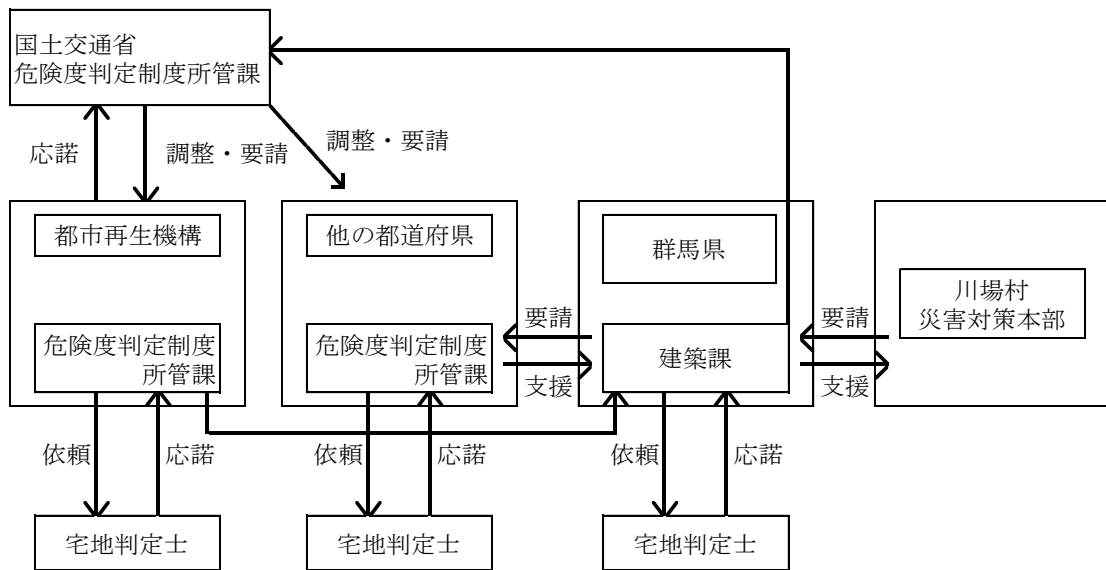 国土交通省
危険度判定制度所管課
応諾
調整・要請
調整・要請
都市再生機構
他の都道府県
群馬県
川場村
災害対策本部
危険度判定制度
所管課
危険度判定制度
所管課
要請
支援
建築課
要請
支援
依頼
応諾
依頼
応諾
依頼
応諾
宅地判定士
宅地判定士
宅地判定士